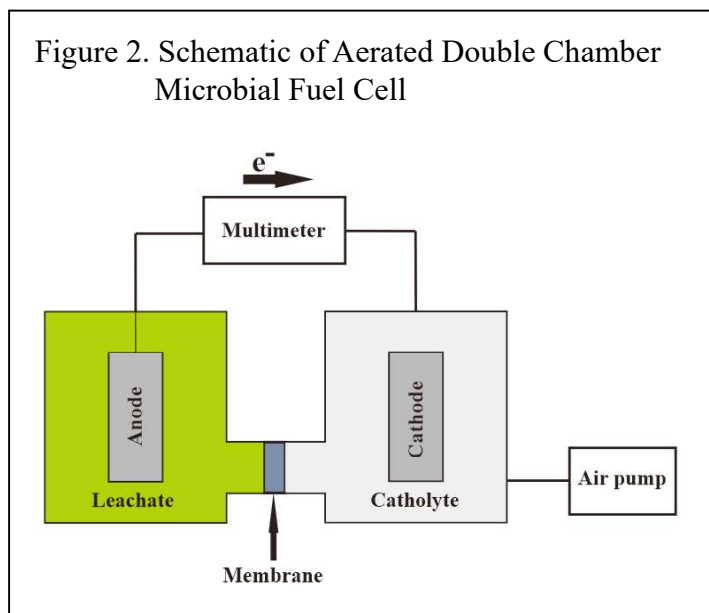 Figure 2. Schematic of Aerated Double Chamber
Microbial Fuel Cell
e⁻
Multimeter
Anode
Cathode
Air pump
Leachate
Catholyte
Membrane